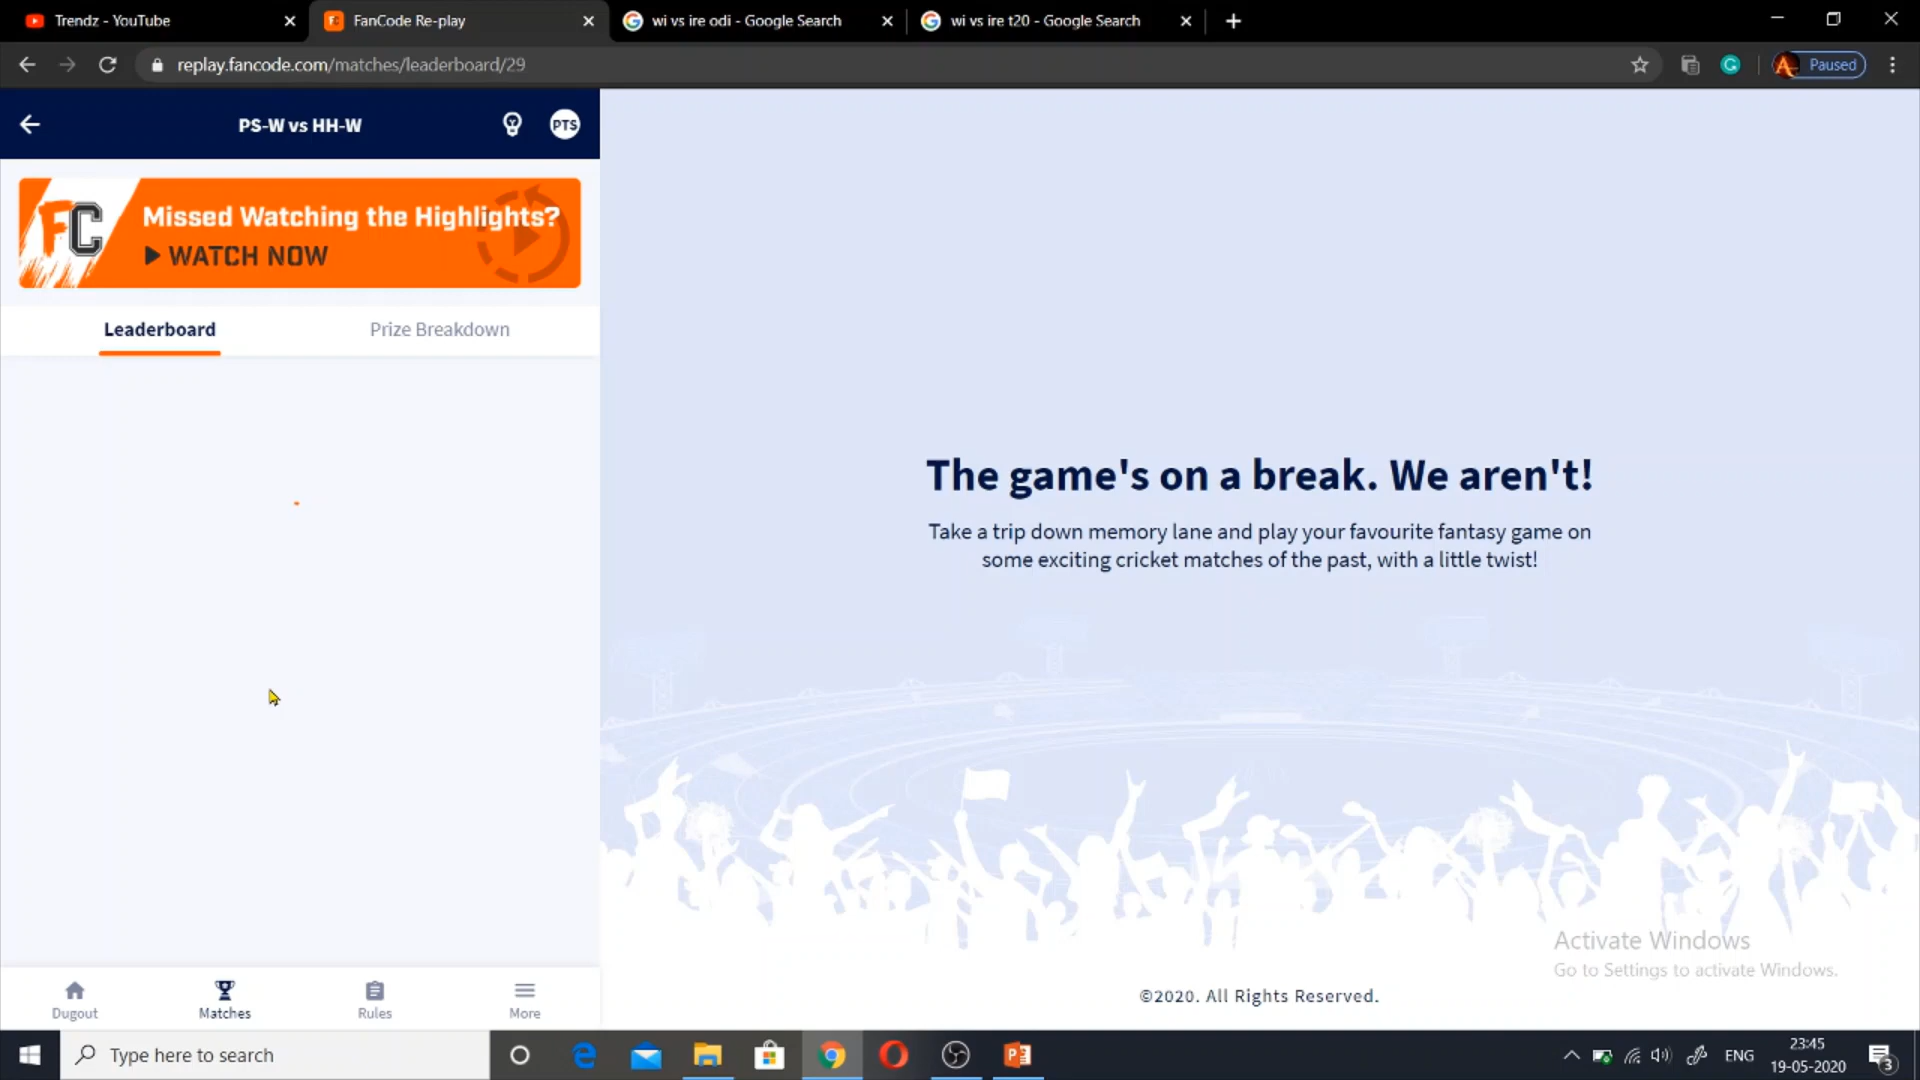 Trendz - YouTube
FanCode Re-play
wi vs ire odi - Google Search
wi vs ire t20 - Google Search
replay.fancode.com/matches/leaderboard/29
Paused
PS-W vs HH-W
PTS
FC
Missed Watching the Highlights?
WATCH NOW
Leaderboard
Prize Breakdown
The game's on a break. We aren't!
Take a trip down memory lane and play your favourite fantasy game on
some exciting cricket matches of the past, with a little twist!
Activate Windows
Go to Settings to activate Windows.
©2020. All Rights Reserved.
Dugout
Matches
Rules
More
Type here to search
ENG
23:45
19-05-2020
3